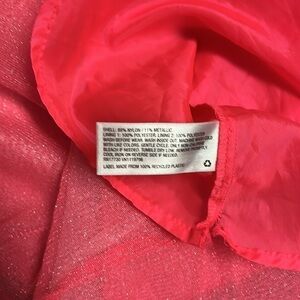 SHELL: 89% NYLON / 11% METALLIC
LINING 1: 100% POLYESTER, LINING 2: 100% POLYESTER
WASH BEFORE WEAR. WASH INSIDE OUT. MACHINE WASH COLD
WITH LIKE COLORS. GENTLE CYCLE. ONLY NON-CHLORINE
BLEACH IF NEEDED. TUMBLE DRY LOW. REMOVE PROMPTLY.
COOL IRON ON REVERSE SIDE IF NEEDED.
LABEL MADE FROM 100% RECYCLED PLASTIC